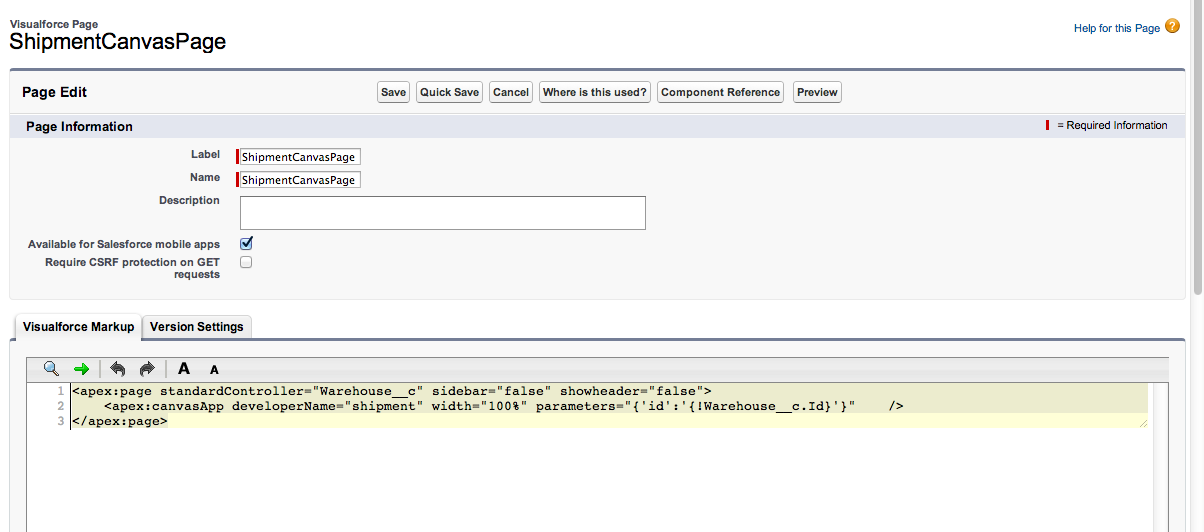 Visualforce Page
ShipmentCanvasPage
Help for this Page ?
Page Edit
Save Quick Save Cancel Where is this used? Component Reference Preview
Page Information
= Required Information
Label ShipmentCanvasPage
Name ShipmentCanvasPage
Description
Available for Salesforce mobile apps
Require CSRF protection on GET
requests
Visualforce Markup Version Settings
A A
1 <apex:page standardController="Warehouse__c" sidebar="false" showheader="false">
2     <apex:canvasApp developerName="shipment" width="100%" parameters="{'id':'{!Warehouse__c.Id}'}"    />
3 </apex:page>